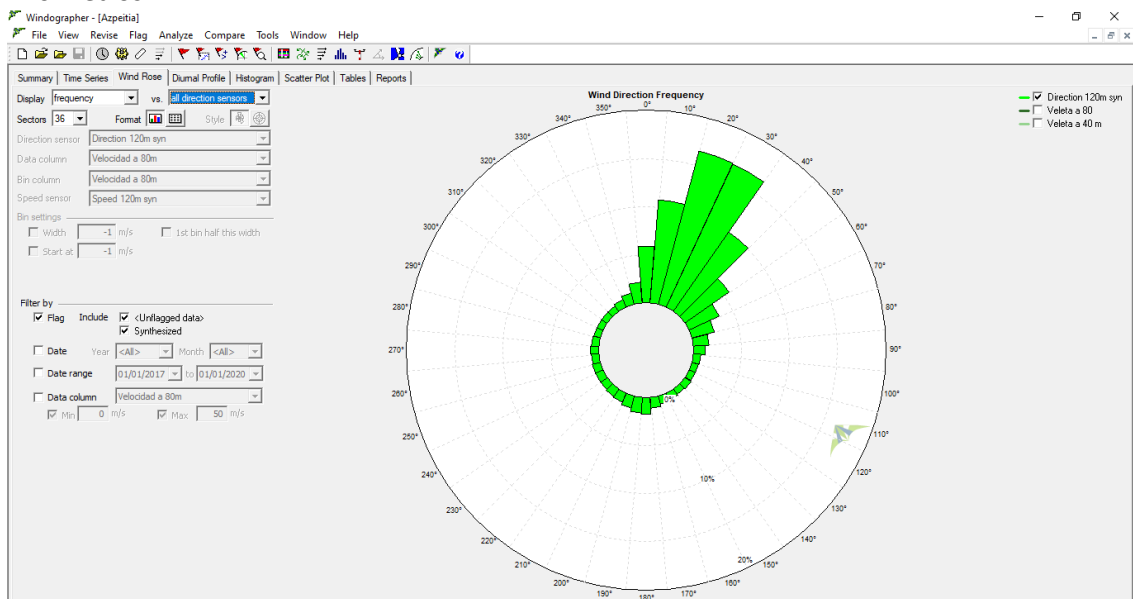 Windographer - [Azpeitia]
File View Revise Flag Analyze Compare Tools Window Help
Summary Time Series Wind Rose Diurnal Profile Histogram Scatter Plot Tables Reports
Display frequency vs. all direction sensors
Sectors 36 Format Style
Direction sensor Direction 120m syn
Data column Velocidad a 80m
Bin column Velocidad a 80m
Speed sensor Speed 120m syn
Bin settings
Width -1 m/s 1st bin half this width
Start at -1 m/s
Filter by
Flag Include <Unflagged data>
Synthesized
Date Year <All> Month <All>
Date range 01/01/2017 to 01/01/2020
Data column Velocidad a 80m
Min 0 m/s Max 50 m/s
Wind Direction Frequency
0°
10°
20°
30°
40°
50°
60°
70°
80°
90°
100°
110°
120°
130°
140°
150°
160°
170°
180°
190°
200°
210°
220°
230°
240°
250°
260°
270°
280°
290°
300°
310°
320°
330°
340°
350°
0%
10%
20%
Direction 120m syn
Veleta a 80
Veleta a 40 m